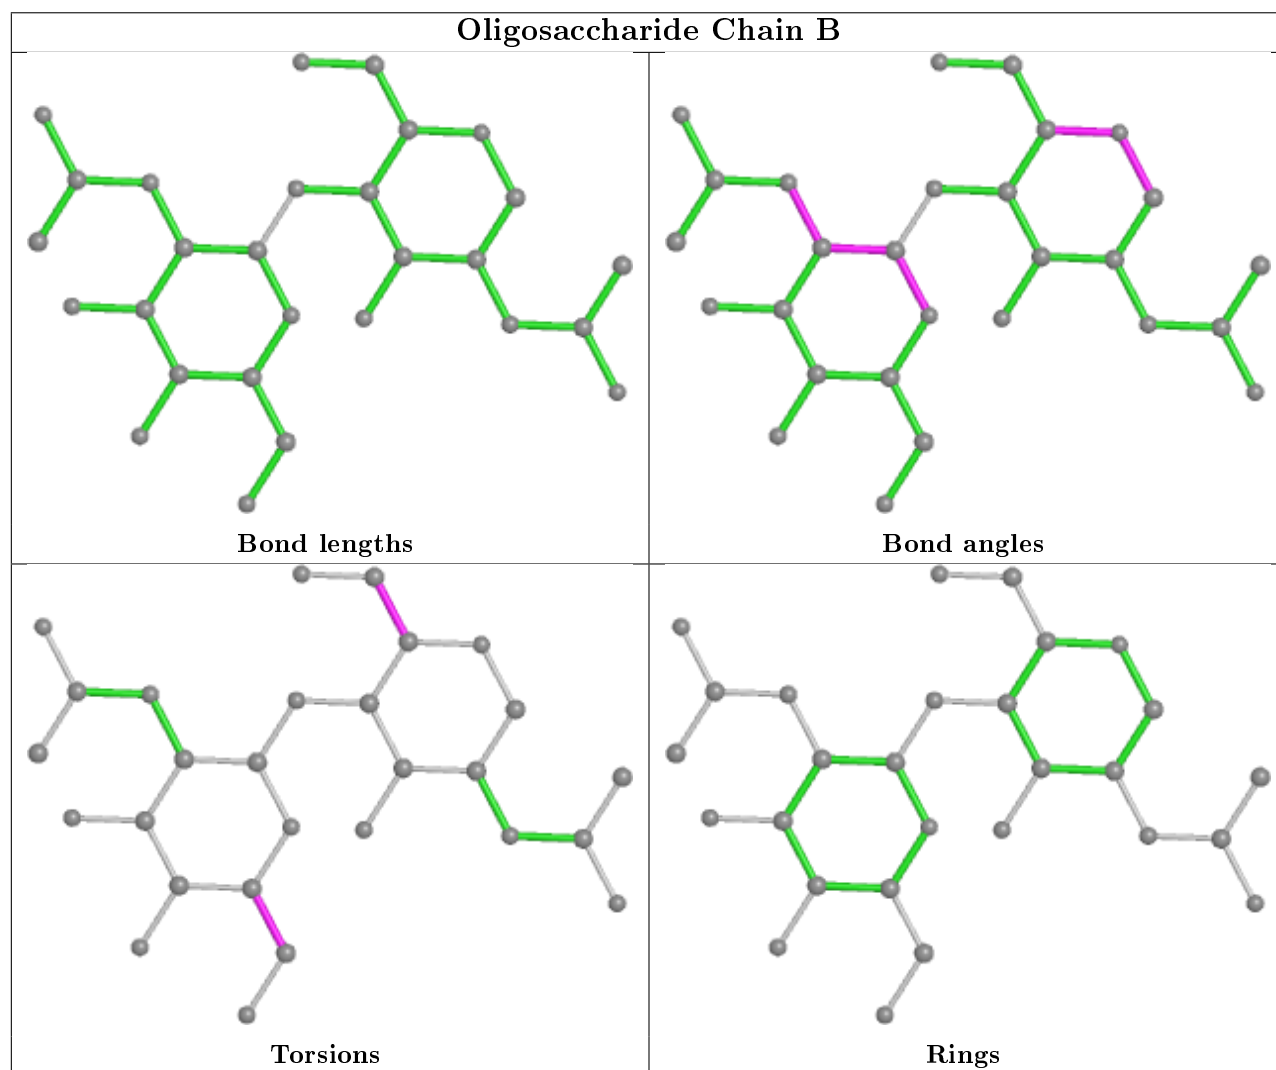 Oligosaccharide Chain B
Bond lengths
Bond angles
Torsions
Rings